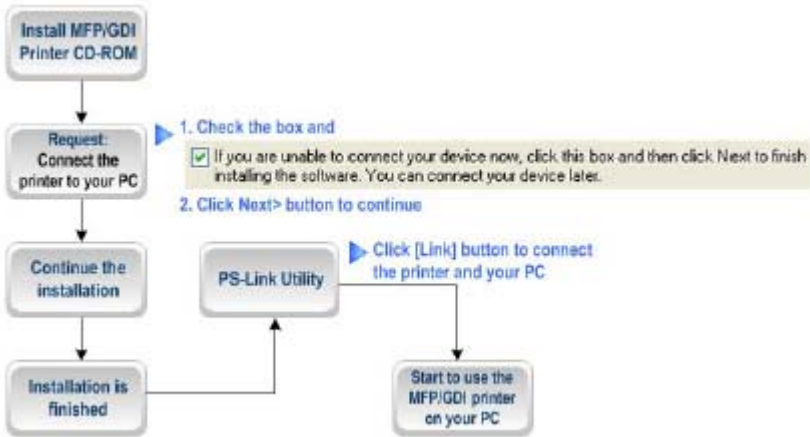 Install MFP/GDI
Printer CD-ROM
Request:
Connect the
printer to your PC
1. Check the box and
If you are unable to connect your device now, click this box and then click Next to finish
installing the software. You can connect your device later.
2. Click Next> button to continue
Continue the
installation
Installation is
finished
PS-Link Utility
Click [Link] button to connect
the printer and your PC
Start to use the
MFP/GDI printer
on your PC